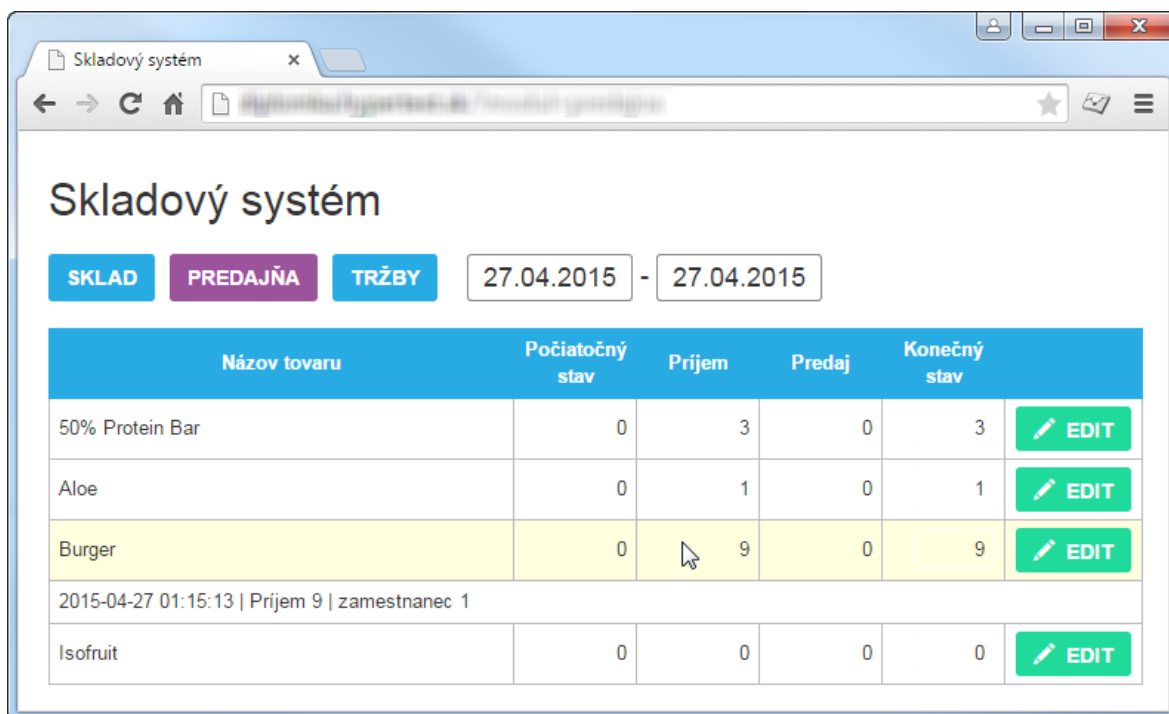 Skladový systém
Skladový systém
SKLAD PREDAJŇA TRŽBY 27.04.2015 - 27.04.2015
Názov tovaru Počiatočný stav Príjem Predaj Konečný stav
50% Protein Bar 0 3 0 3 EDIT
Aloe 0 1 0 1 EDIT
Burger 0 9 0 9 EDIT
2015-04-27 01:15:13 | Príjem 9 | zamestnanec 1
Isofruit 0 0 0 0 EDIT